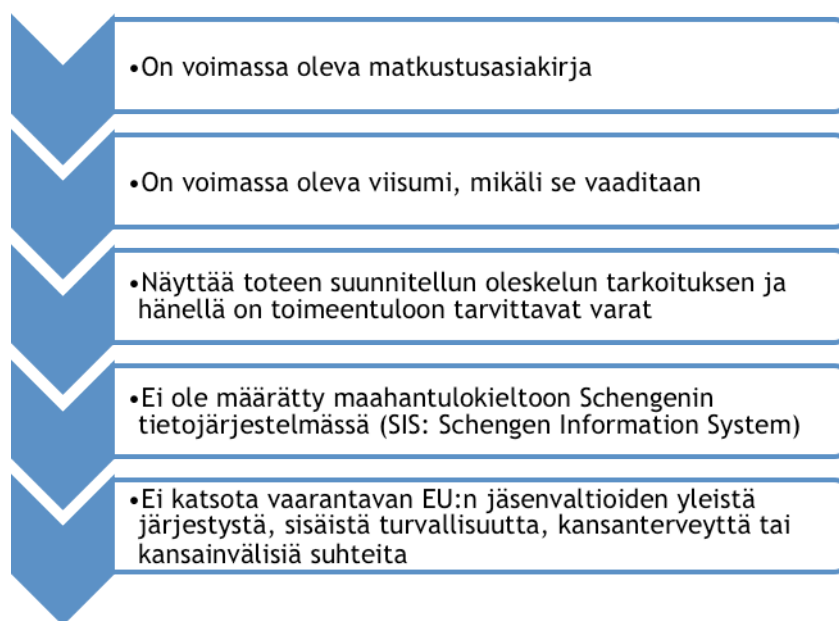 •On voimassa oleva matkustusasiakirja
•On voimassa oleva viisumi, mikäli se vaaditaan
•Näyttää toteen suunnitellun oleskelun tarkoituksen ja
hänellä on toimeentuloon tarvittavat varat
•Ei ole määrätty maahantulokieltoon Schengenin
tietojärjestelmässä (SIS: Schengen Information System)
•Ei katsota vaarantavan EU:n jäsenvaltioiden yleistä
järjestystä, sisäistä turvallisuutta, kansanterveyttä tai
kansainvälisiä suhteita